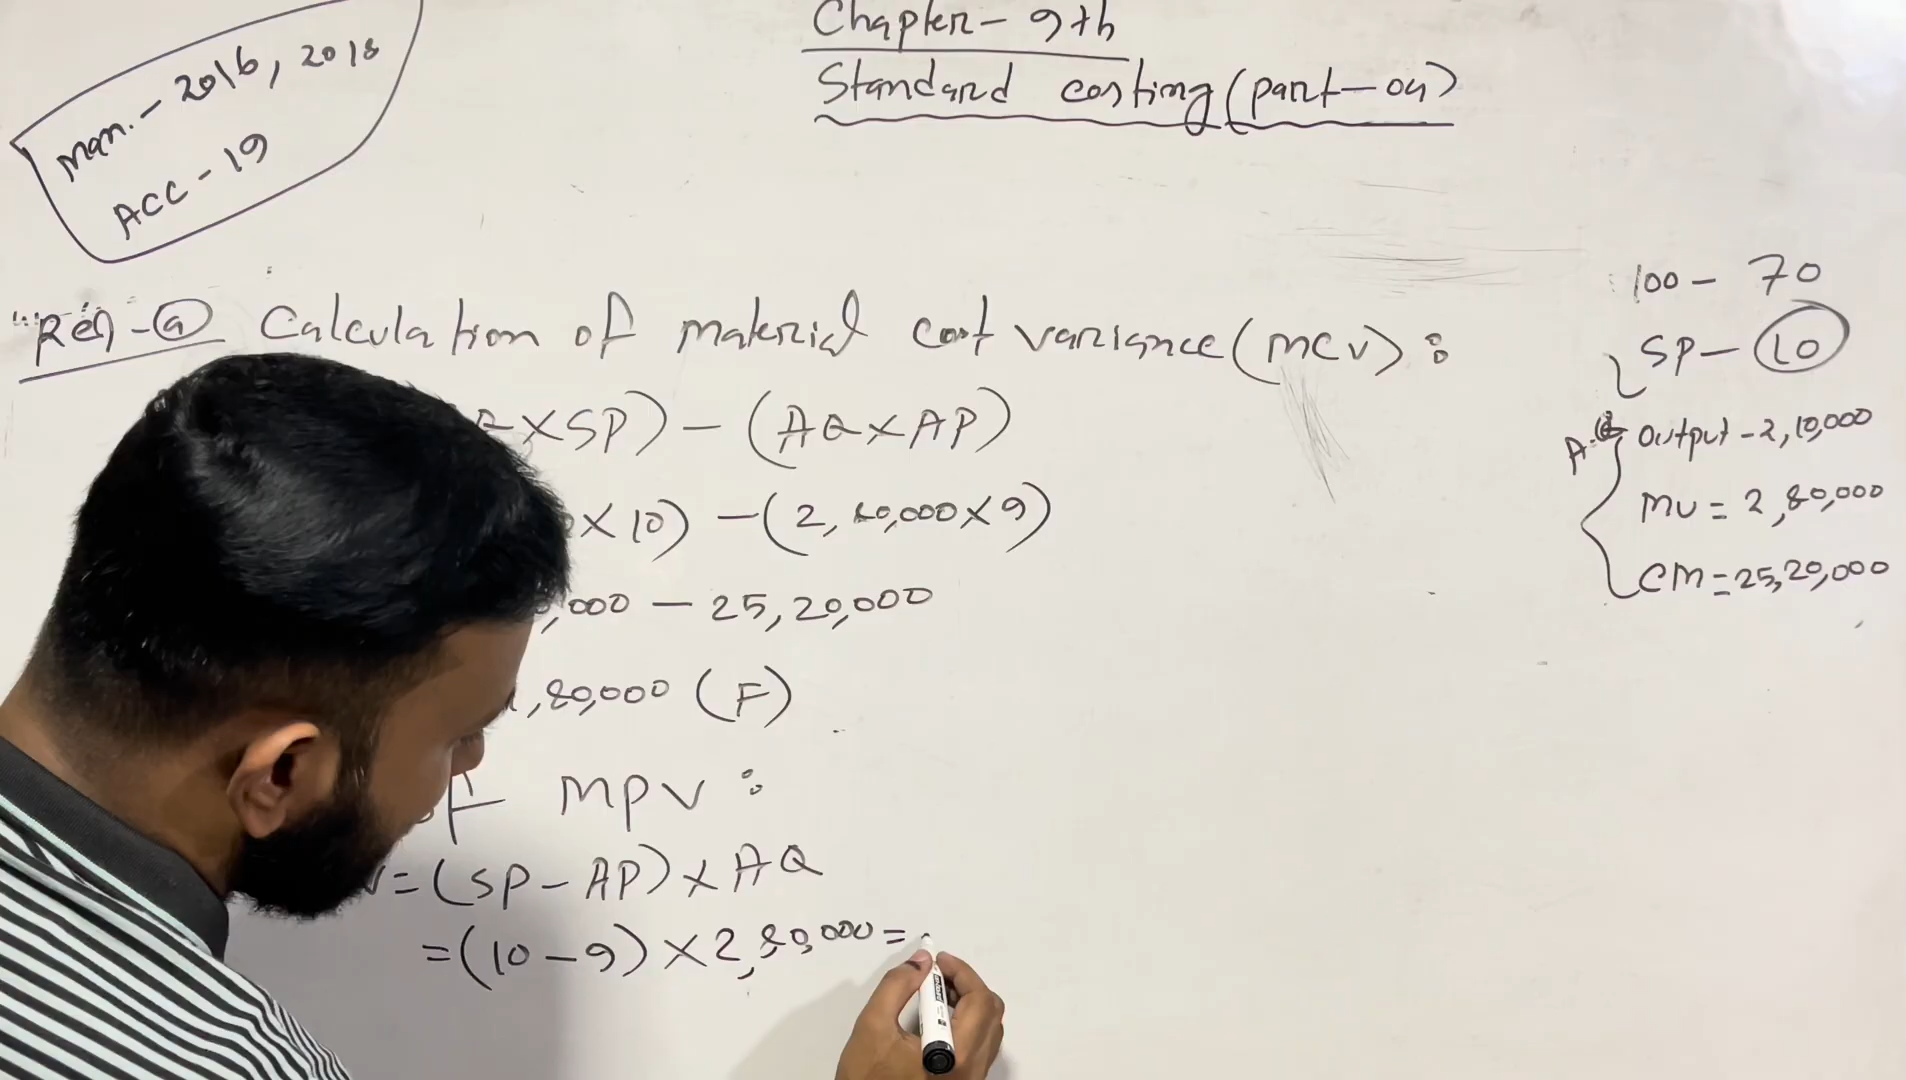 Chapter - 9th
Standard costing (part-04)
Man. - 2016, 2018
ACC - 19
Req - (a) Calculation of material cost variance (MCV) :
×SP) - (AQ×AP)
×10) - (2,80,000×9)
,000 - 25,20,000
,80,000 (F)
MPV :
= (SP - AP) × AQ
= (10 - 9) × 2,80,000 =
100 - 70
SP - 10
Output - 2,10,000
MU = 2,80,000
CM = 25,20,000